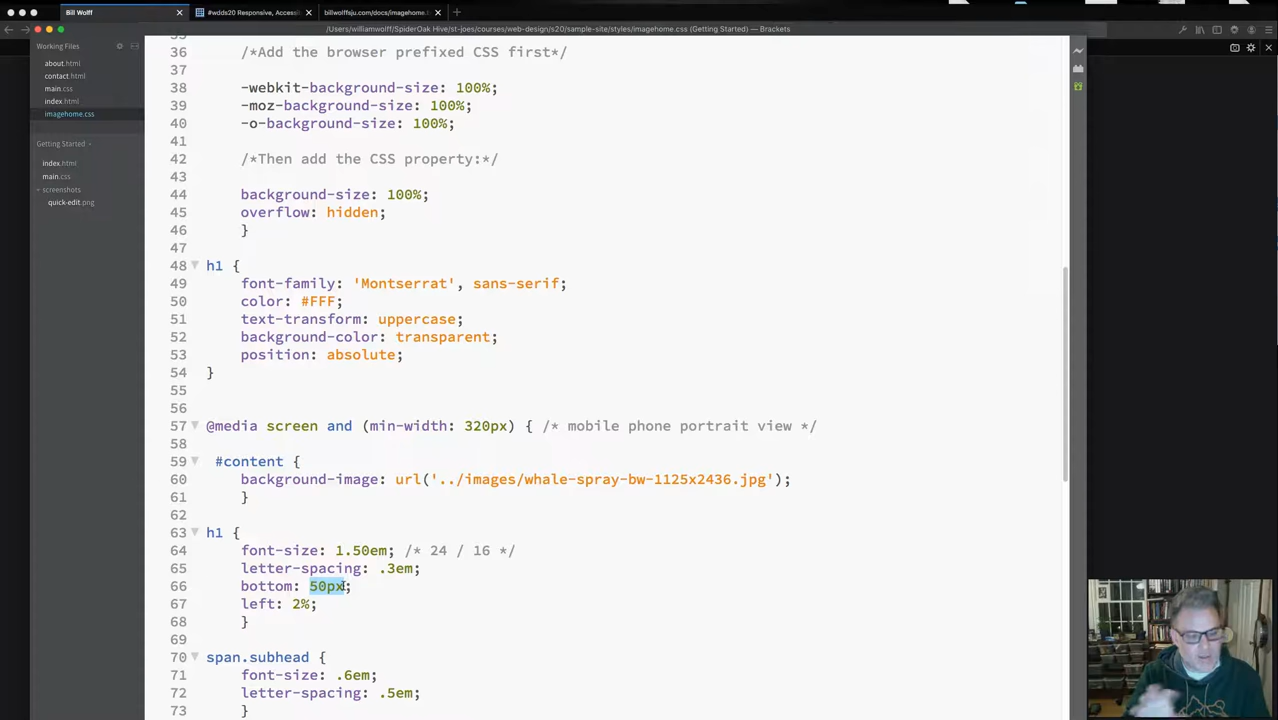 Bill Wolff
#wdds20 Responsive, Accessi
billwolffsju.com/docs/imagehome.h
/Users/williamwolff/SpiderOak Hive/st-joes/courses/web-design/s20/sample-site/styles/imagehome.css (Getting Started) — Brackets
Working Files
about.html
contact.html
main.css
index.html
imagehome.css
Getting Started
index.html
main.css
screenshots
quick-edit.png
35
36 /*Add the browser prefixed CSS first*/
37
38 -webkit-background-size: 100%;
39 -moz-background-size: 100%;
40 -o-background-size: 100%;
41
42 /*Then add the CSS property:*/
43
44 background-size: 100%;
45 overflow: hidden;
46 }
47
48 h1 {
49 font-family: 'Montserrat', sans-serif;
50 color: #FFF;
51 text-transform: uppercase;
52 background-color: transparent;
53 position: absolute;
54 }
55
56
57 @media screen and (min-width: 320px) { /* mobile phone portrait view */
58
59 #content {
60 background-image: url('../images/whale-spray-bw-1125x2436.jpg');
61 }
62
63 h1 {
64 font-size: 1.50em; /* 24 / 16 */
65 letter-spacing: .3em;
66 bottom: 50px;
67 left: 2%;
68 }
69
70 span.subhead {
71 font-size: .6em;
72 letter-spacing: .5em;
73 }